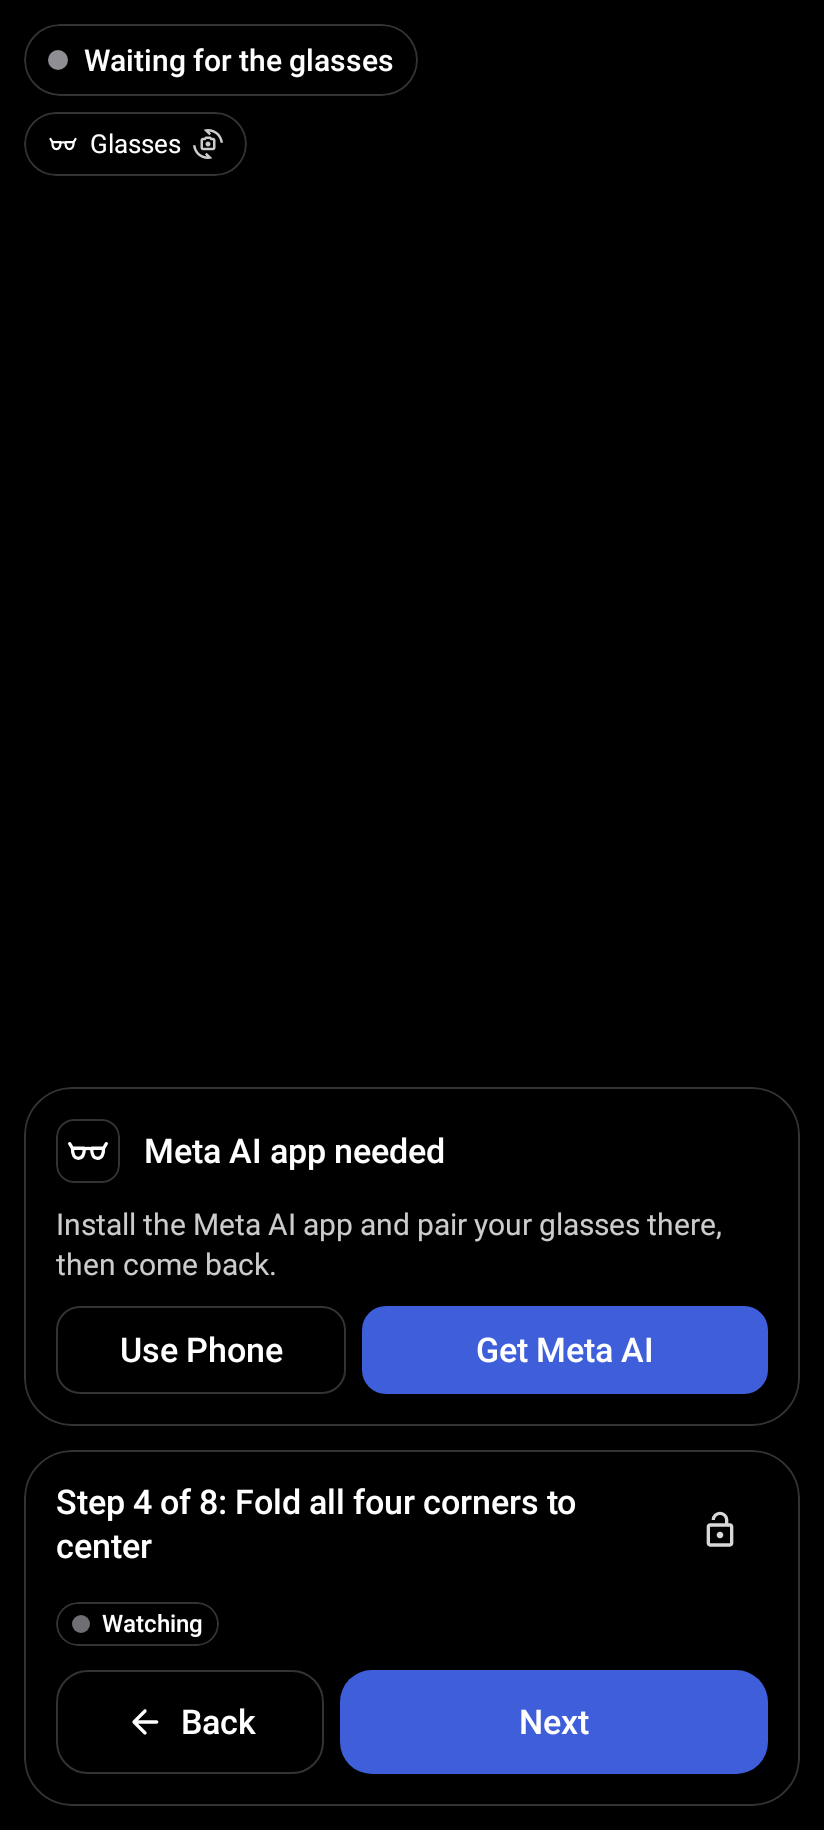 Waiting for the glasses
Glasses
Meta AI app needed
Install the Meta AI app and pair your glasses there,
then come back.
Use Phone
Get Meta AI
Step 4 of 8: Fold all four corners to
center
Watching
Back
Next